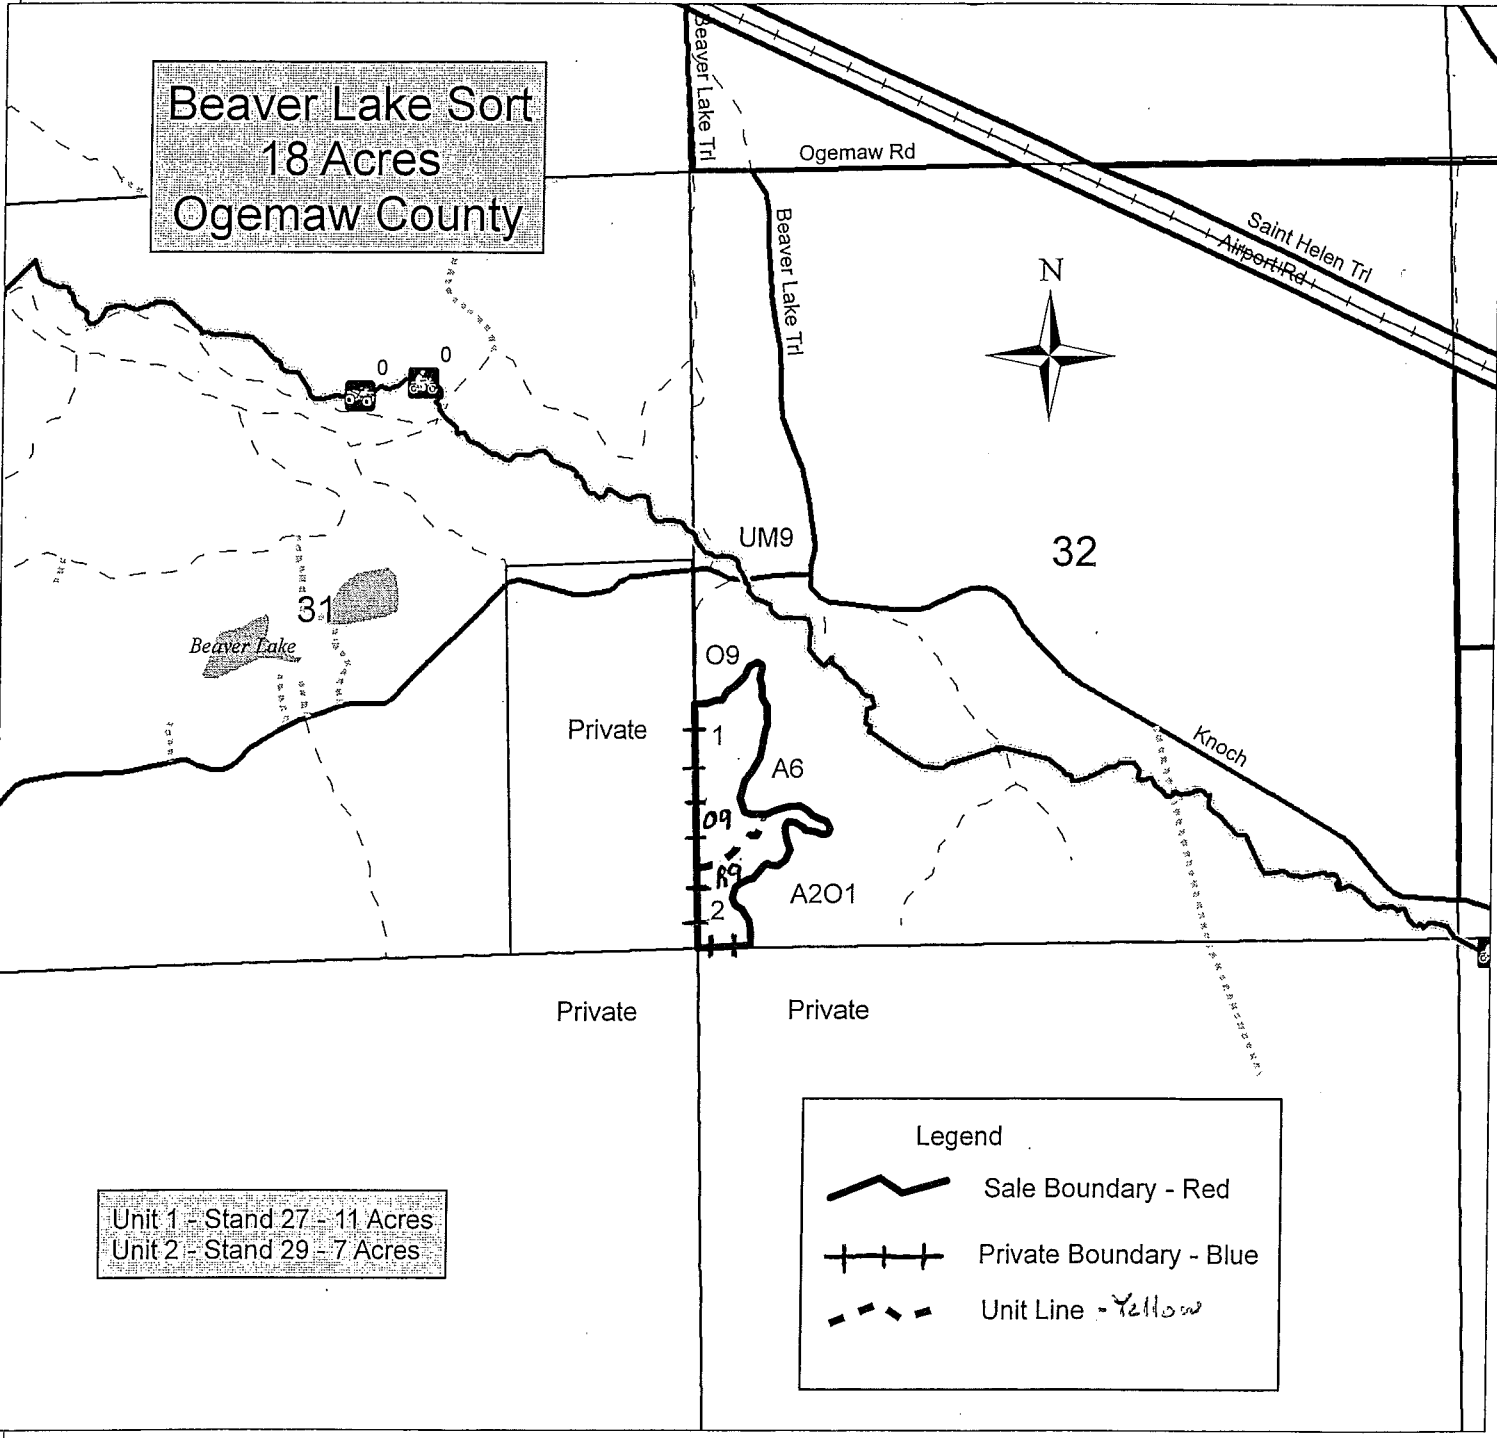 Beaver Lake Sort
18 Acres
Ogemaw County
Beaver Lake Trl
Ogemaw Rd
Saint Helen Trl
Airport Rd
Beaver Lake Trl
N
0
0
UM9
32
31
Beaver Lake
O9
Private
1
A6
Knoch
O9
R9
2
A2O1
Private
Private
Legend
Sale Boundary - Red
Private Boundary - Blue
Unit Line - Yellow
Unit 1 - Stand 27 - 11 Acres
Unit 2 - Stand 29 - 7 Acres